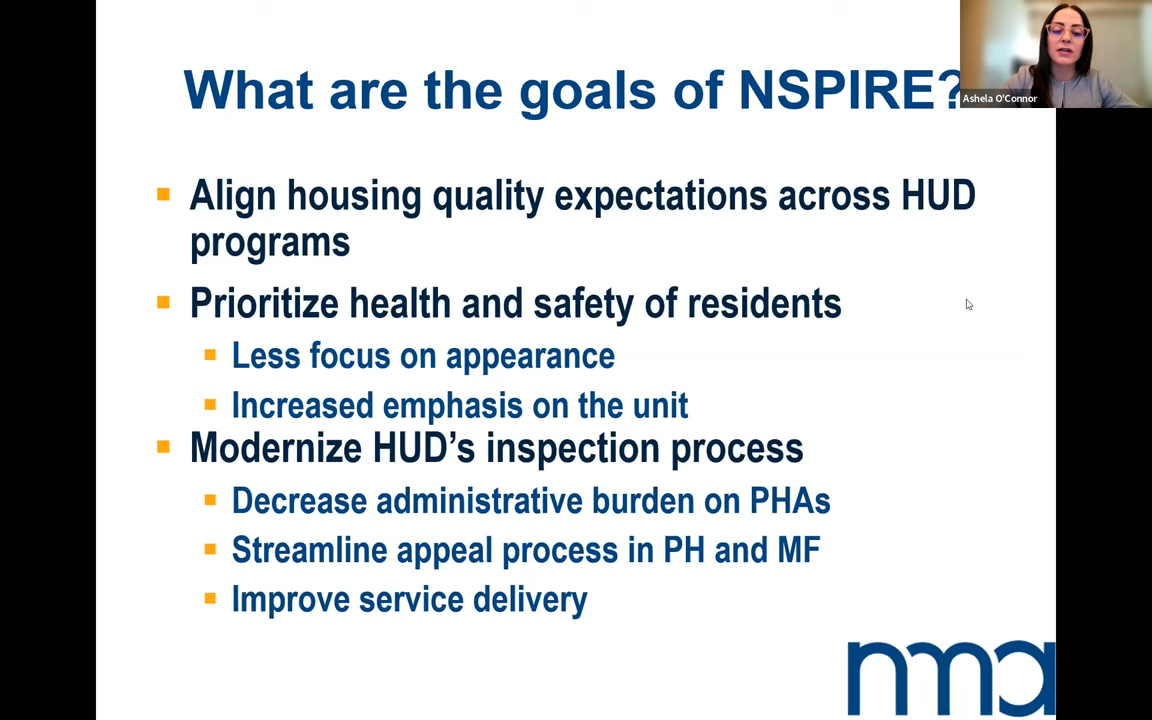 What are the goals of NSPIRE?
Ashela O'Connor
Align housing quality expectations across HUD
programs
Prioritize health and safety of residents
Less focus on appearance
Increased emphasis on the unit
Modernize HUD’s inspection process
Decrease administrative burden on PHAs
Streamline appeal process in PH and MF
Improve service delivery
nma